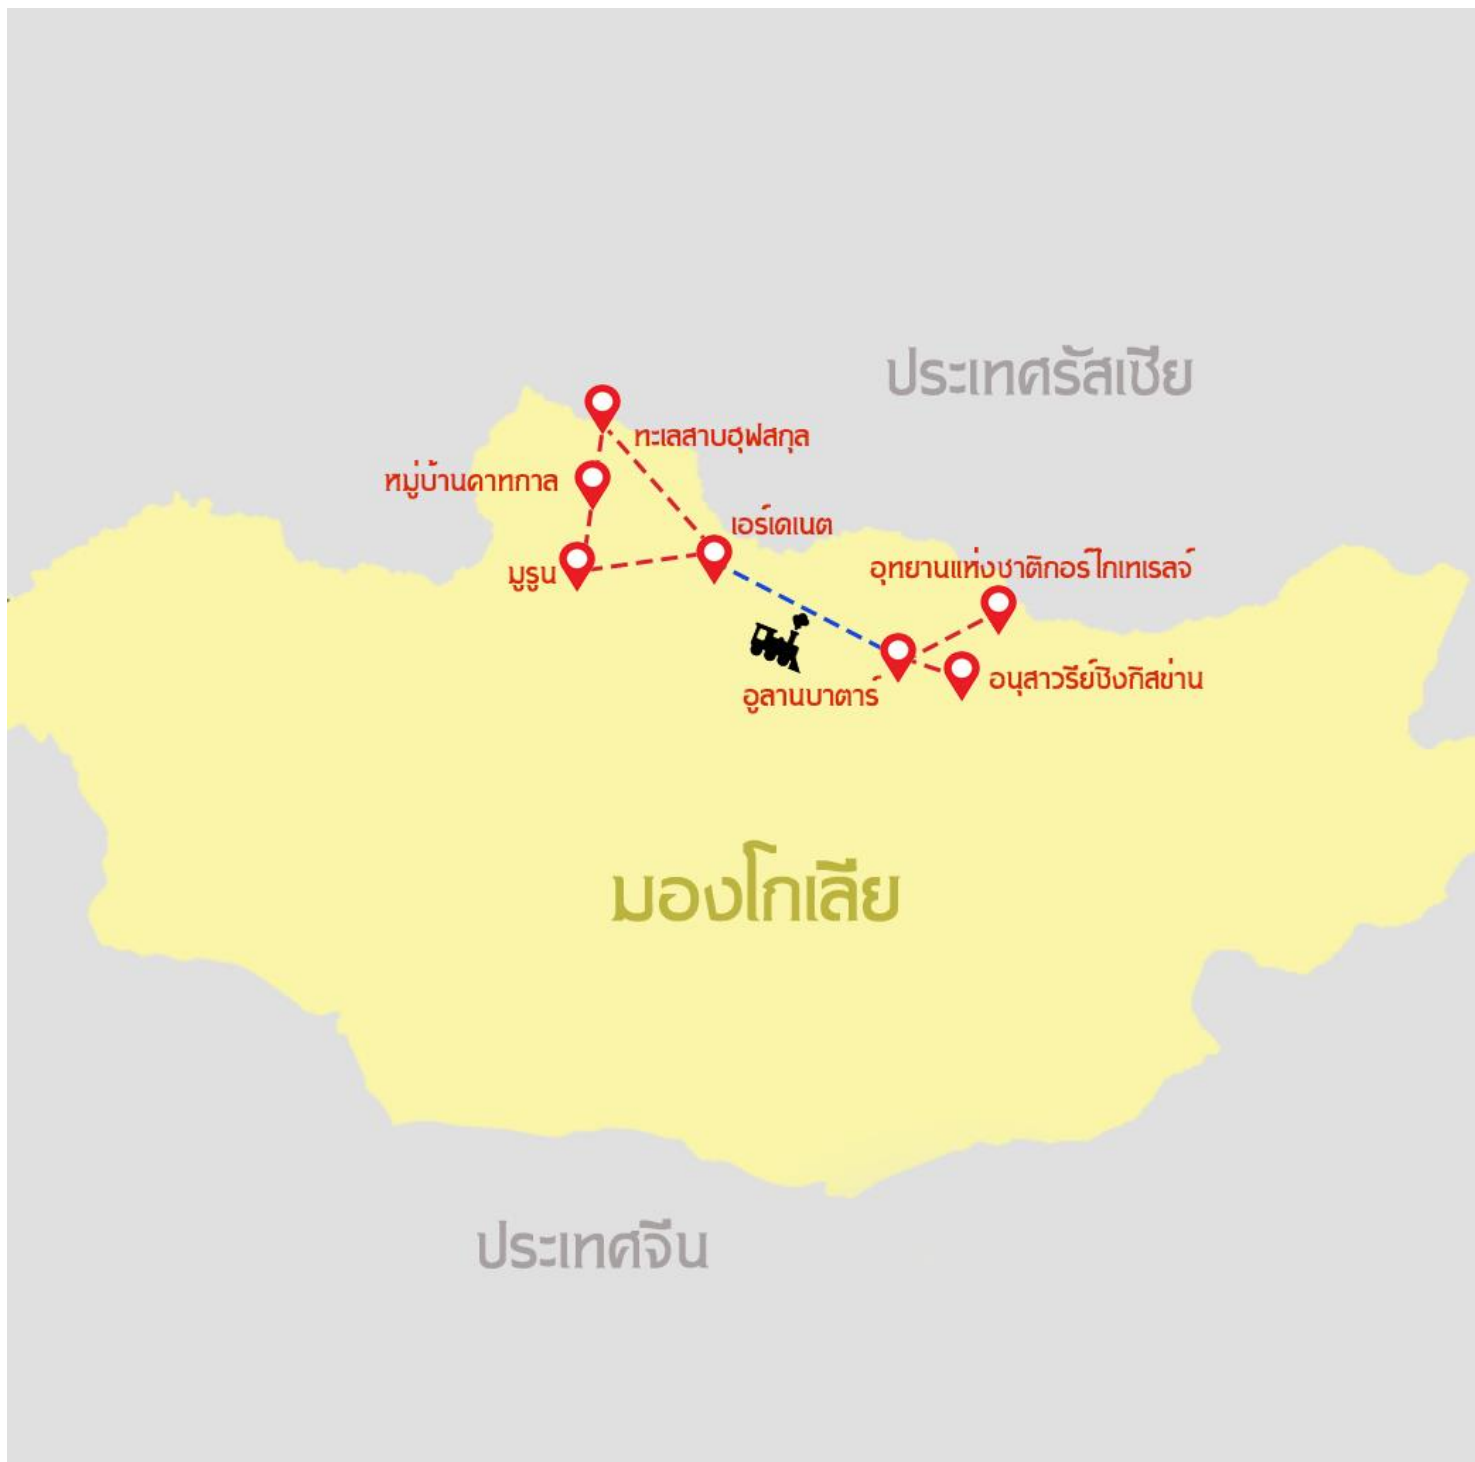 ประเทศรัสเซีย
ทะเลสาบฮุฟสกุล
หมู่บ้านคาทกาล
เอร์เดเนต
อุทยานแห่งชาติกอร์ไกเทเรลจ์
มูรูน
อนุสาวรีย์ชิงกิสข่าน
อูลานบาตาร์
มองโกเลีย
ประเทศจีน